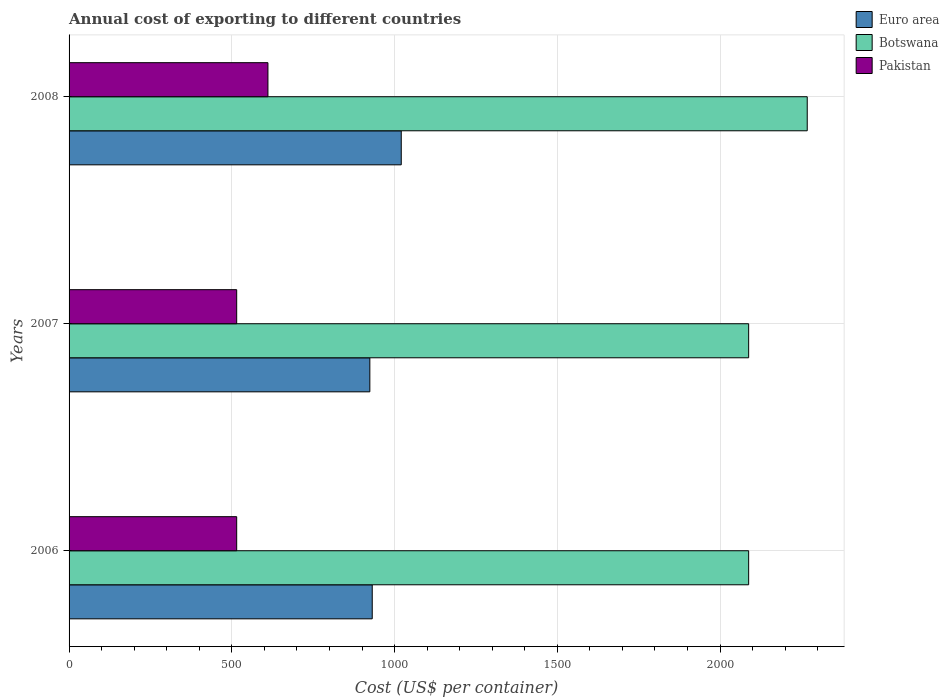 Annual cost of exporting to different countries
Euro area
Botswana
Pakistan
2008
2007
2006
Years
0
500
1000
1500
2000
Cost (US$ per container)